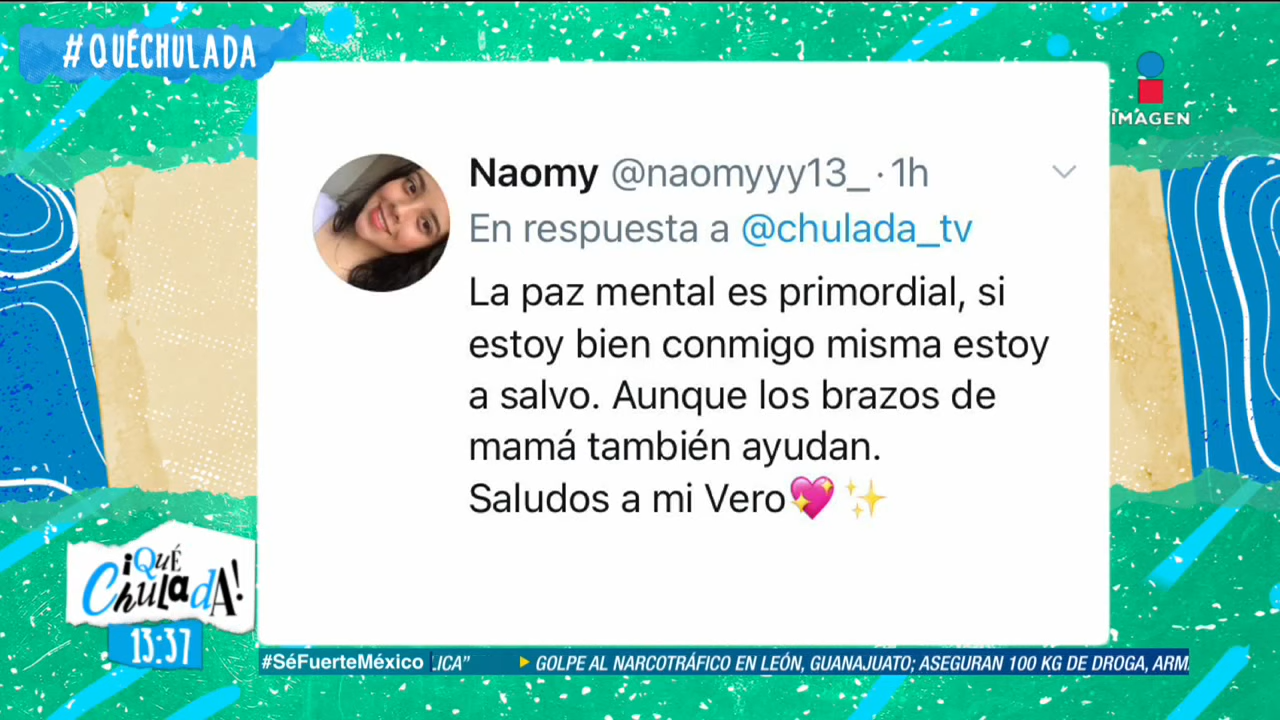 #QUÉCHULADA
IMAGEN
Naomy @naomyyy13_ · 1h
En respuesta a @chulada_tv
La paz mental es primordial, si
estoy bien conmigo misma estoy
a salvo. Aunque los brazos de
mamá también ayudan.
Saludos a mi Vero💖✨
¡QUÉ
ChuladA!
13:37
#SéFuerteMéxico LICA” GOLPE AL NARCOTRÁFICO EN LEÓN, GUANAJUATO; ASEGURAN 100 KG DE DROGA, ARM